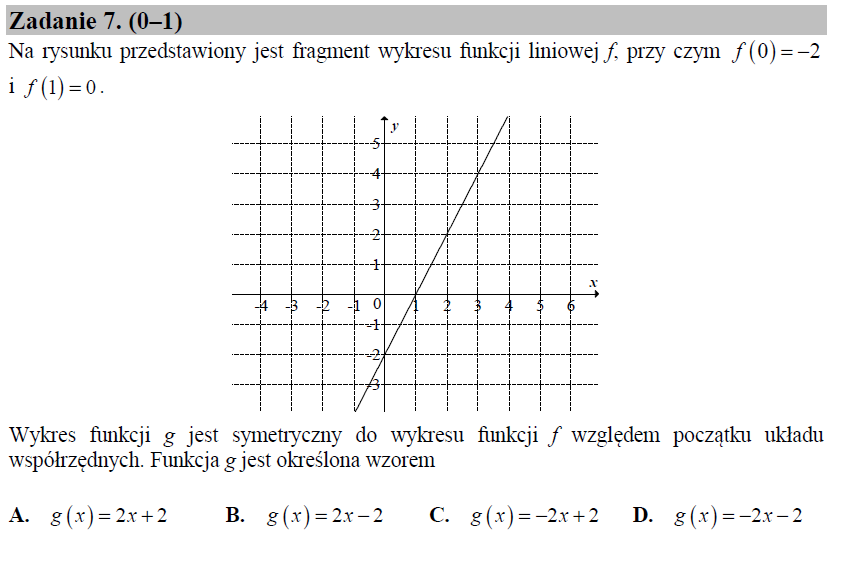 Zadanie 7. (0–1)
Na rysunku przedstawiony jest fragment wykresu funkcji liniowej f, przy czym f(0)=−2
i f(1)=0.
y
5
4
3
2
1
x
-4 -3 -2 -1 0 1 2 3 4 5 6
-1
-2
-3
Wykres funkcji g jest symetryczny do wykresu funkcji f względem początku układu
współrzędnych. Funkcja g jest określona wzorem
A. g(x)=2x+2 B. g(x)=2x−2 C. g(x)=−2x+2 D. g(x)=−2x−2